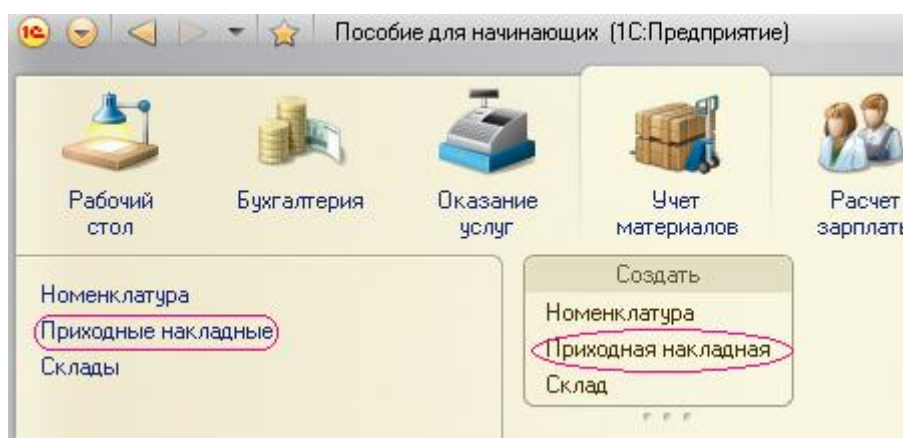 1С Пособие для начинающих (1С:Предприятие)
Рабочий
стол
Бухгалтерия
Оказание
услуг
Учет
материалов
Расчет
зарплаты
Номенклатура
Приходные накладные
Склады
Создать
Номенклатура
Приходная накладная
Склад